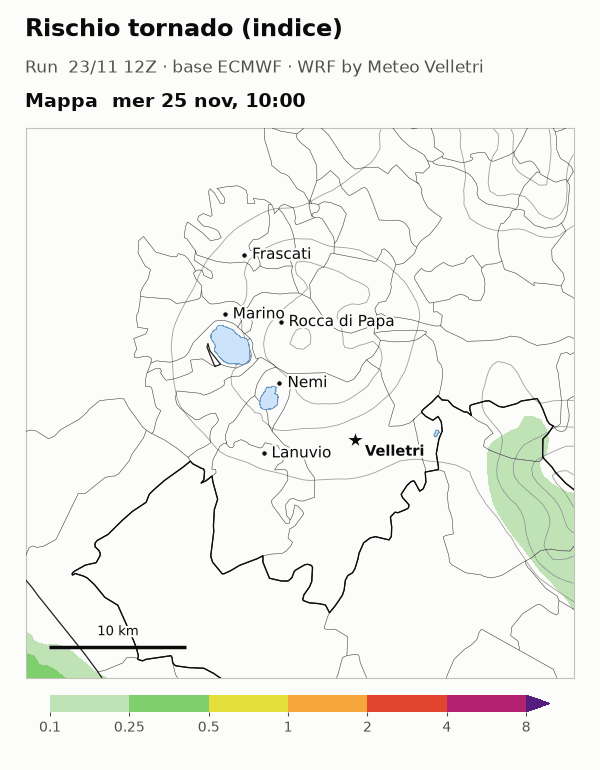 Rischio tornado (indice)
Run  23/11 12Z · base ECMWF · WRF by Meteo Velletri
Mappa  mer 25 nov, 10:00
Frascati
Marino
Rocca di Papa
Nemi
Velletri
Lanuvio
10 km
0.1 0.25 0.5 1 2 4 8